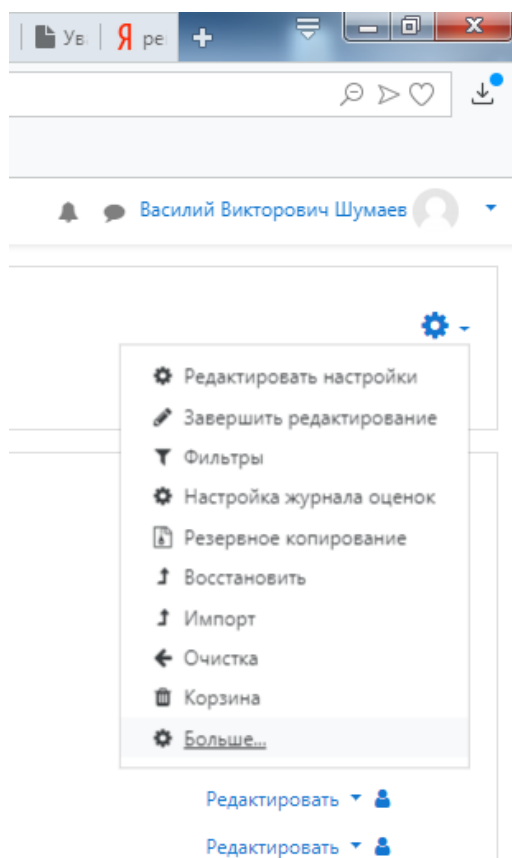 Ув
Я ре
Василий Викторович Шумаев
Редактировать настройки
Завершить редактирование
Фильтры
Настройка журнала оценок
Резервное копирование
Восстановить
Импорт
Очистка
Корзина
Больше...
Редактировать
Редактировать